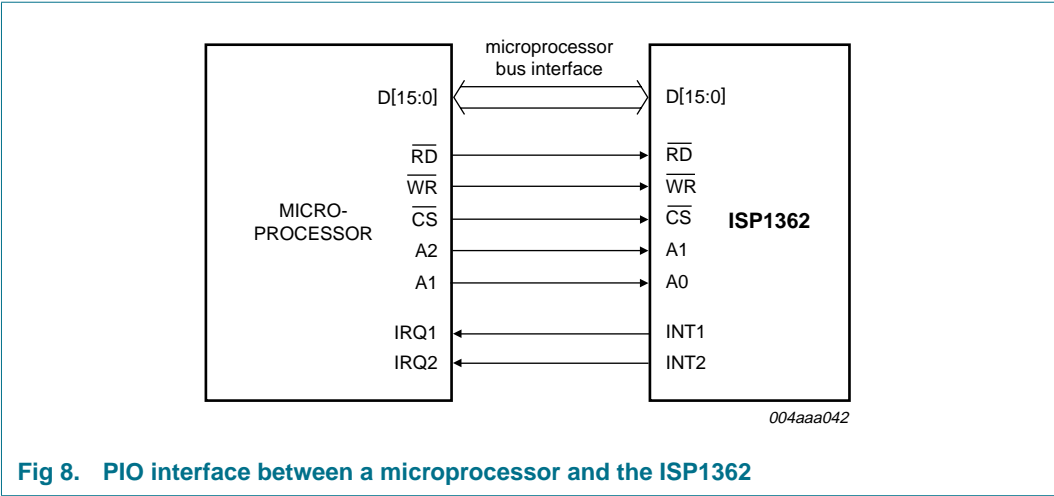 microprocessor
bus interface
D[15:0] D[15:0]
RD RD
WR WR
MICRO-
PROCESSOR
CS CS
ISP1362
A2 A1
A1 A0
IRQ1 INT1
IRQ2 INT2
004aaa042
Fig 8. PIO interface between a microprocessor and the ISP1362